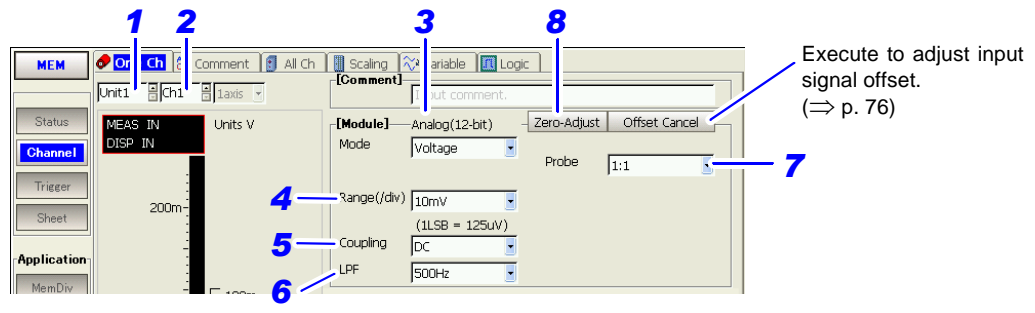 1 2 3 8
MEM
One Ch Comment All Ch Scaling Variable Logic
Execute to adjust input
signal offset.
(⇒ p. 76)
Unit1 Ch1 1axis
[Comment]
Input comment.
Status
Channel
Trigger
Sheet
Application
MemDiv
MEAS IN
DISP IN
Units V
200m-
[Module] Analog(12-bit) Zero-Adjust Offset Cancel
Mode Voltage
Probe 1:1 7
4 Range(/div) 10mV
(1LSB = 125uV)
5 Coupling DC
6 LPF 500Hz